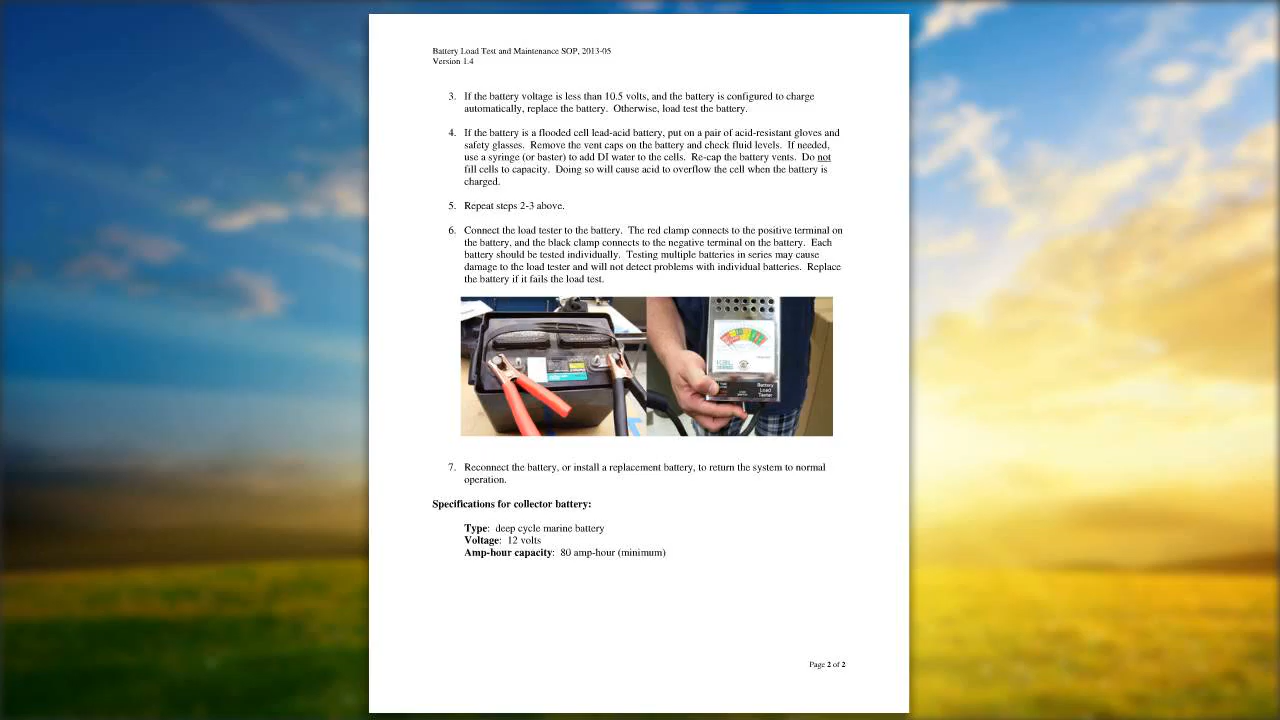 Battery Load Test and Maintenance SOP, 2013-05
Version 1.4
3. If the battery voltage is less than 10.5 volts, and the battery is configured to charge
automatically, replace the battery. Otherwise, load test the battery.
4. If the battery is a flooded cell lead-acid battery, put on a pair of acid-resistant gloves and
safety glasses. Remove the vent caps on the battery and check fluid levels. If needed,
use a syringe (or baster) to add DI water to the cells. Re-cap the battery vents. Do not
fill cells to capacity. Doing so will cause acid to overflow the cell when the battery is
charged.
5. Repeat steps 2-3 above.
6. Connect the load tester to the battery. The red clamp connects to the positive terminal on
the battery, and the black clamp connects to the negative terminal on the battery. Each
battery should be tested individually. Testing multiple batteries in series may cause
damage to the load tester and will not detect problems with individual batteries. Replace
the battery if it fails the load test.
Battery
Load
Tester
7. Reconnect the battery, or install a replacement battery, to return the system to normal
operation.
Specifications for collector battery:
Type: deep cycle marine battery
Voltage: 12 volts
Amp-hour capacity: 80 amp-hour (minimum)
Page 2 of 2